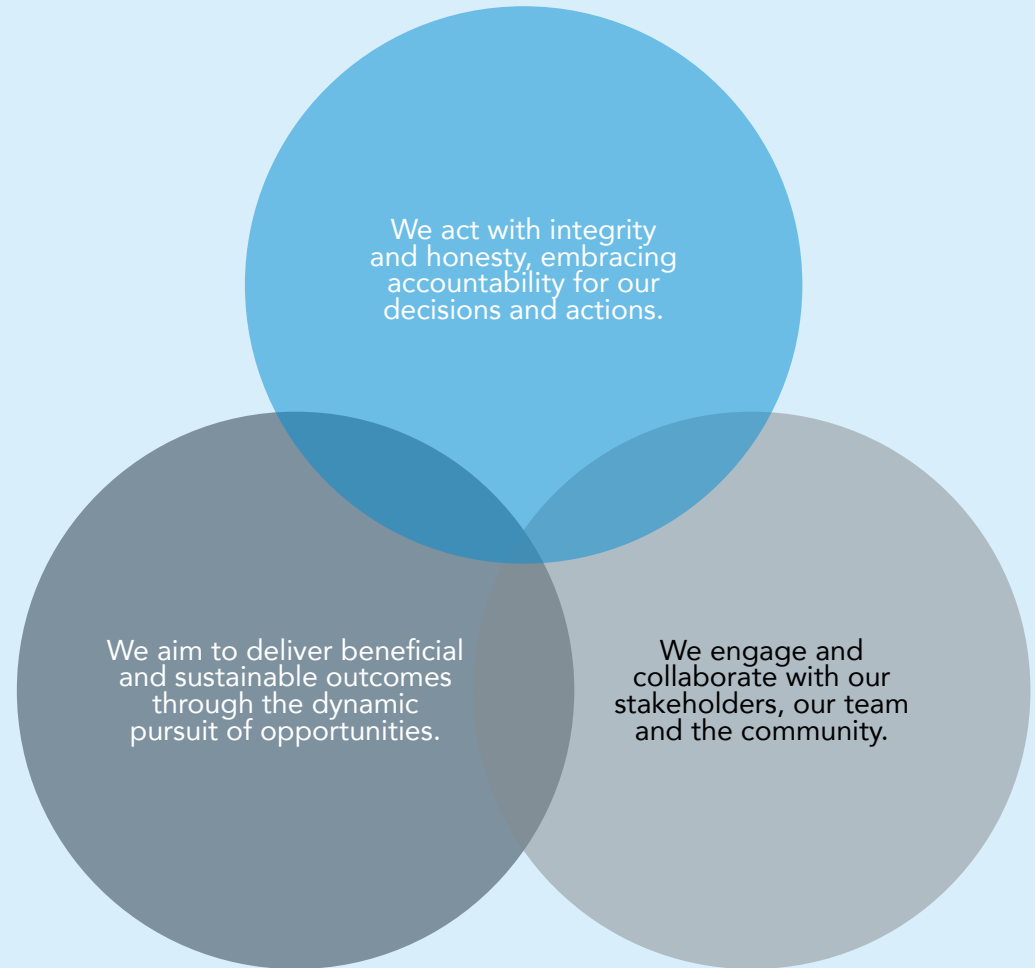 We act with integrity
and honesty, embracing
accountability for our
decisions and actions.
We aim to deliver beneficial
and sustainable outcomes
through the dynamic
pursuit of opportunities.
We engage and
collaborate with our
stakeholders, our team
and the community.